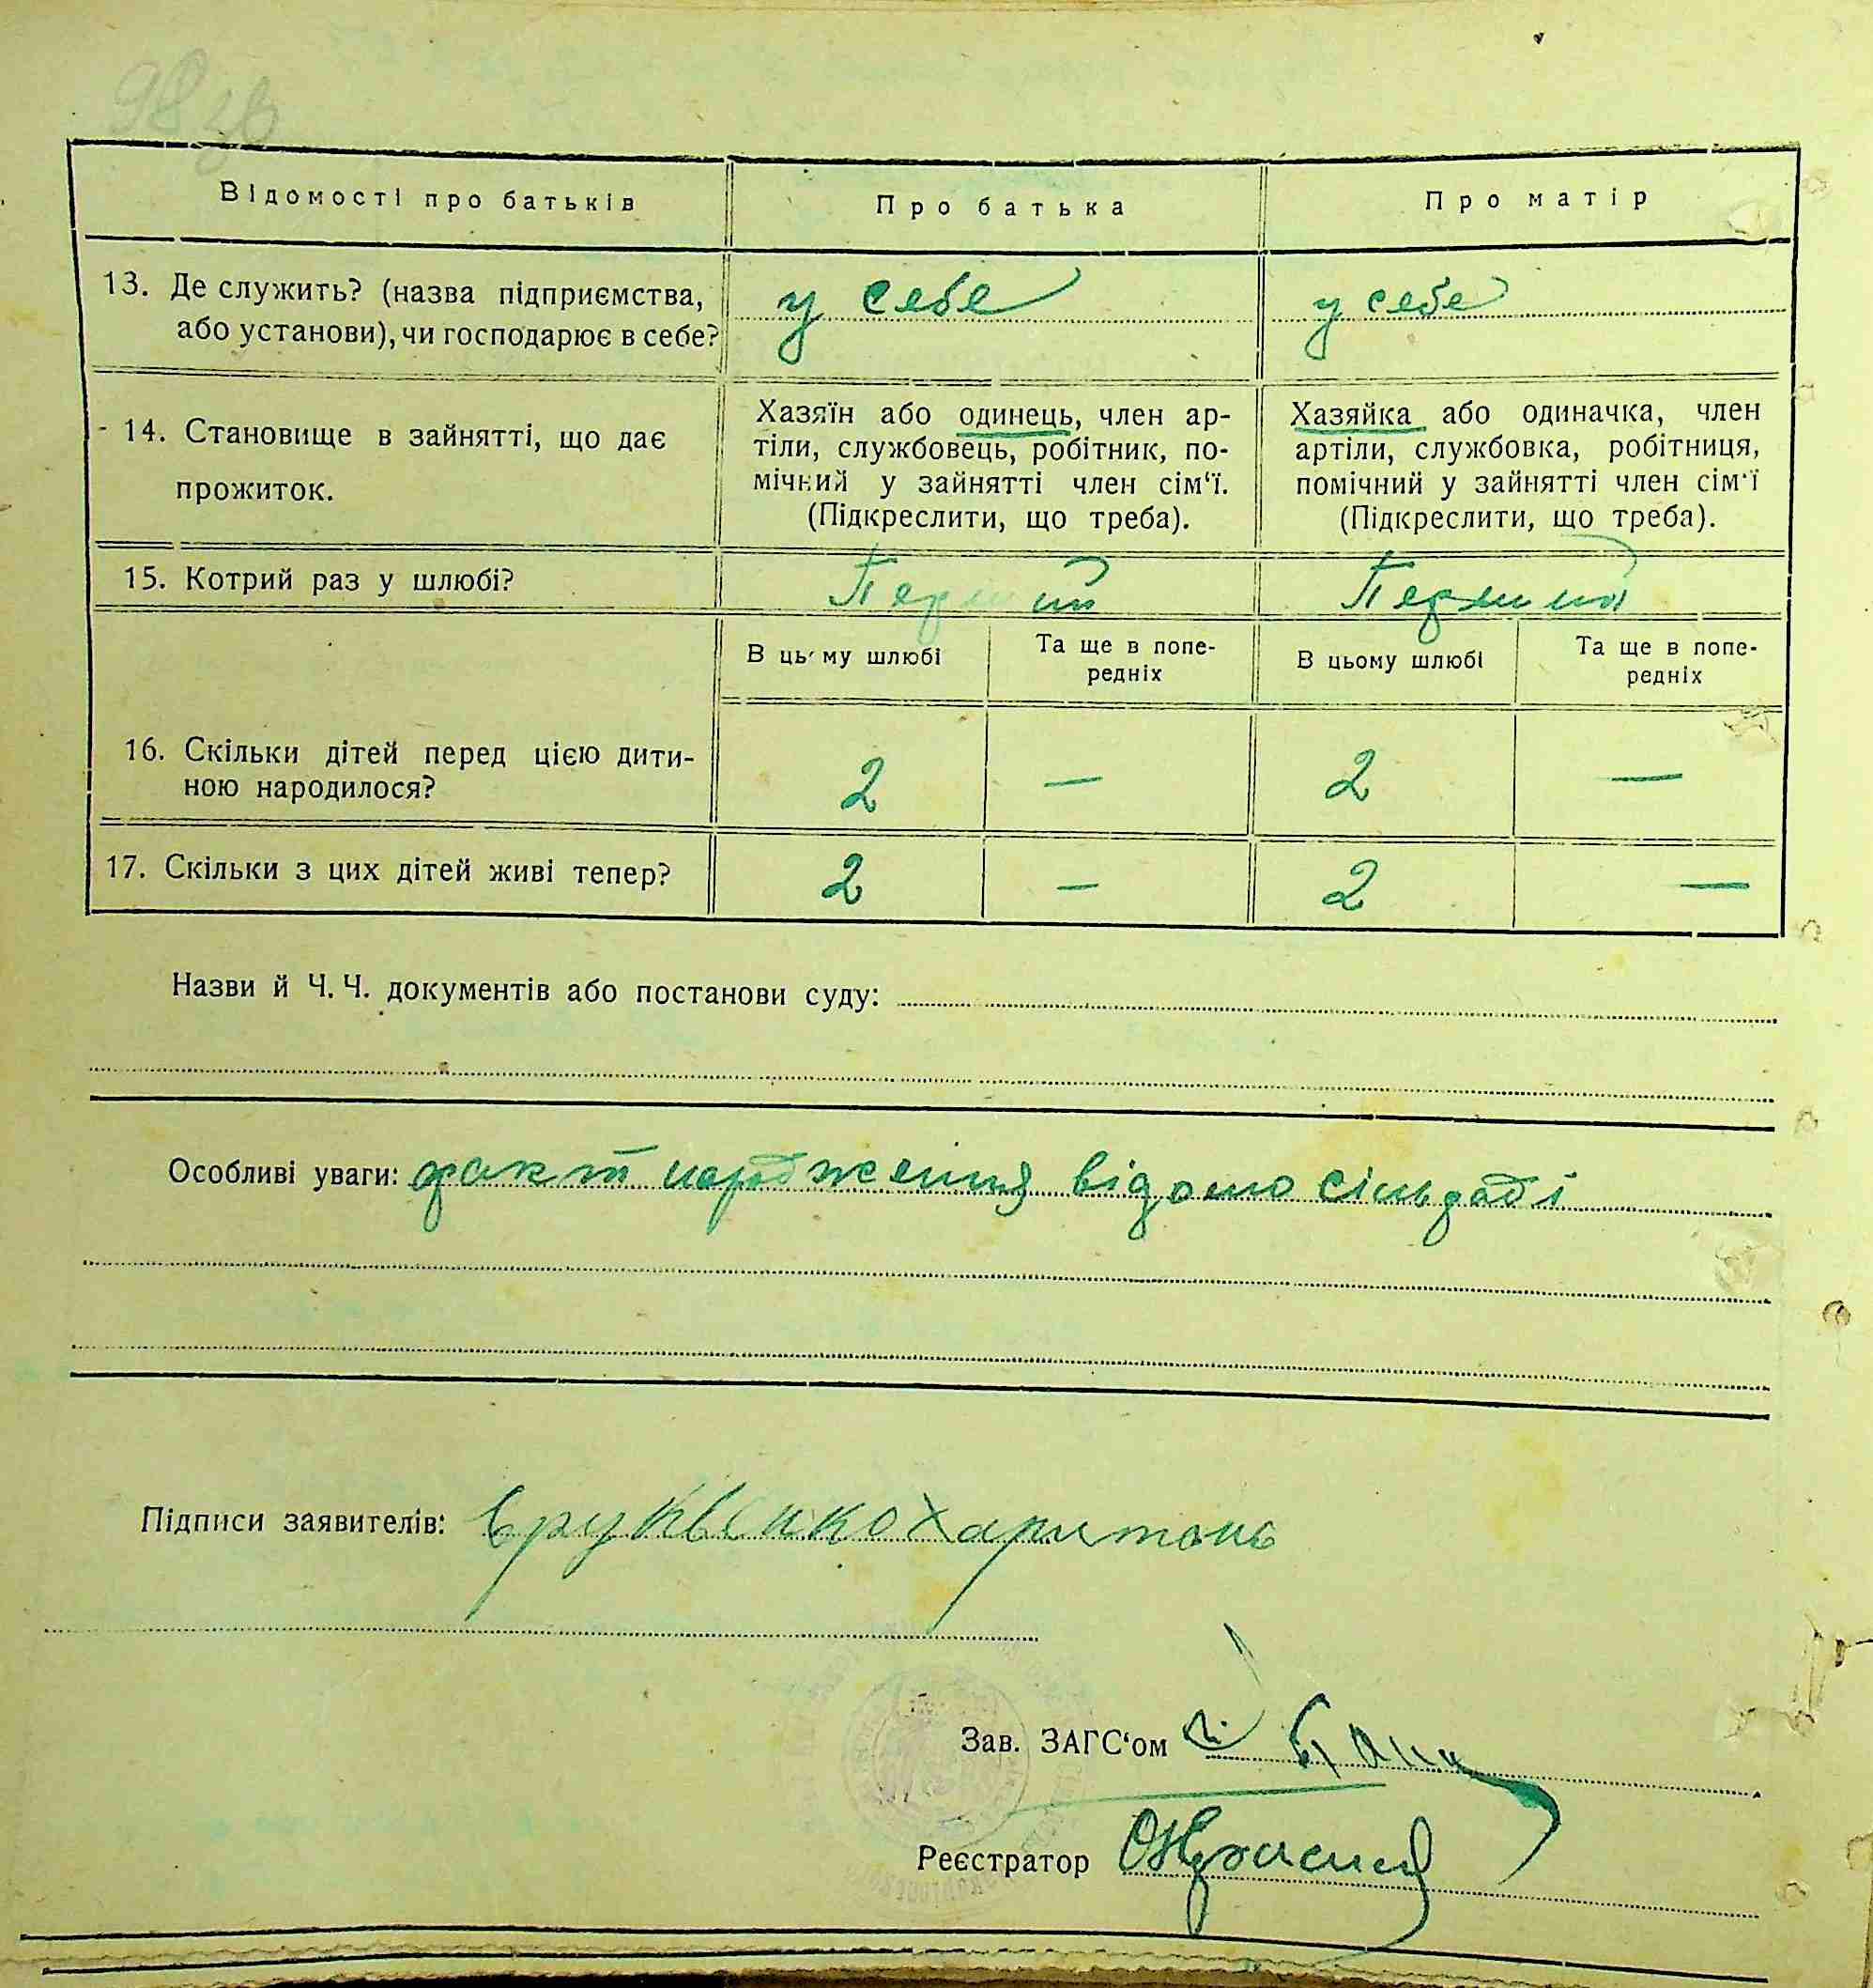 98 зв
Відомості про батьків
Про батька
Про матір
13. Де служить? (назва підприємства,
або установи), чи господарює в себе?
у себе
у себе
14. Становище в зайнятті, що дає
прожиток.
Хазяїн або одинець, член ар-
тіли, службовець, робітник, по-
мічний у зайнятті член сім'ї.
(Підкреслити, що треба).
Хазяйка або одиначка, член
артіли, службовка, робітниця,
помічний у зайнятті член сім'ї
(Підкреслити, що треба).
15. Котрий раз у шлюбі?
Перший
Перший
В цьму шлюбі
Та ще в попе-
редніх
В цьому шлюбі
Та ще в попе-
редніх
16. Скільки дітей перед цією дити-
ною народилося?
2 — 2 —
17. Скільки з цих дітей живі тепер?
2 — 2 —
Назви й Ч. Ч. документів або постанови суду:
Особливі уваги: факт народження відомо сільраді
Підписи заявителів: Харитонь
Зав. ЗАГС'ом
Реєстратор